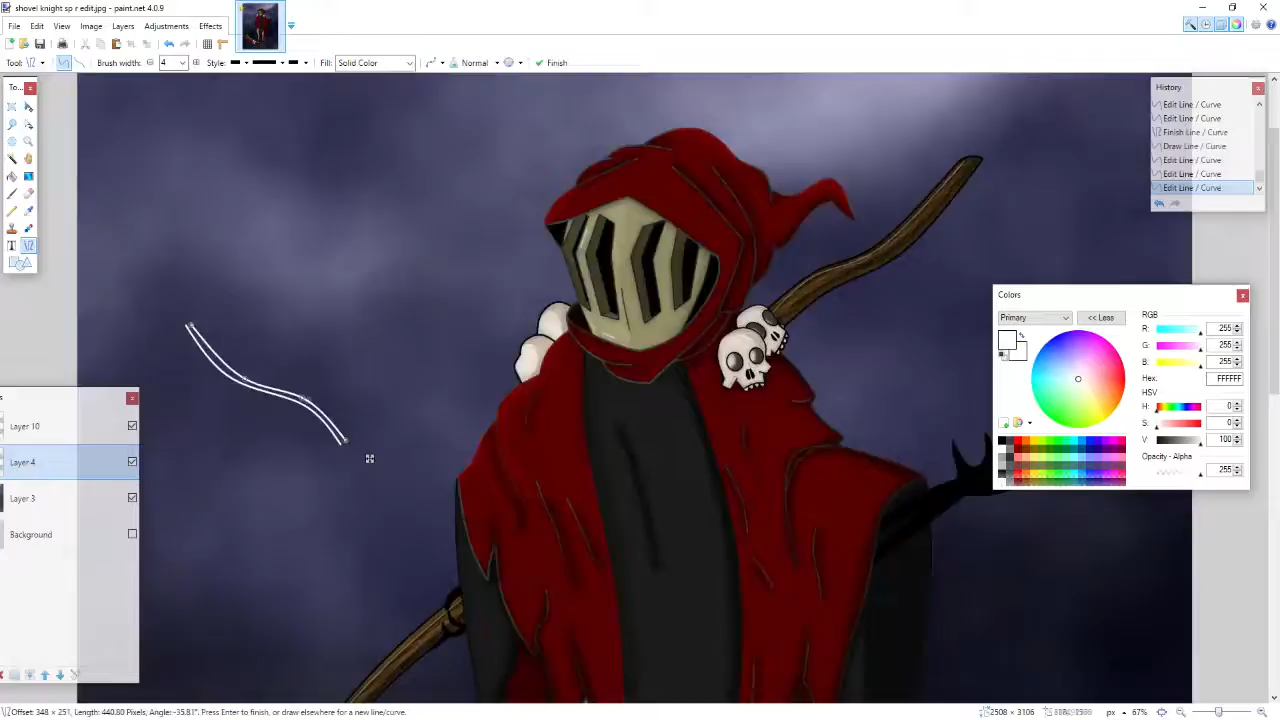 shovel knight sp r edit.jpg - paint.net 4.0.9
File Edit View Image Layers Adjustments Effects
Tool: Brush width: 4 Style: Fill: Solid Color Normal Finish
To... x
History x
Edit Line / Curve
Edit Line / Curve
Finish Line / Curve
Draw Line / Curve
Edit Line / Curve
Edit Line / Curve
Edit Line / Curve
Colors x
Primary << Less RGB
R: 255
G: 255
B: 255
Hex: FFFFFF
HSV
H: 0
S: 0
V: 100
Opacity - Alpha
255
s x
Layer 10
Layer 4
Layer 3
Background
Offset: 348 × 251, Length: 440.80 Pixels, Angle:-35.81°. Press Enter to finish, or draw elsewhere for a new line/curve. 2508 × 3106 px 67%